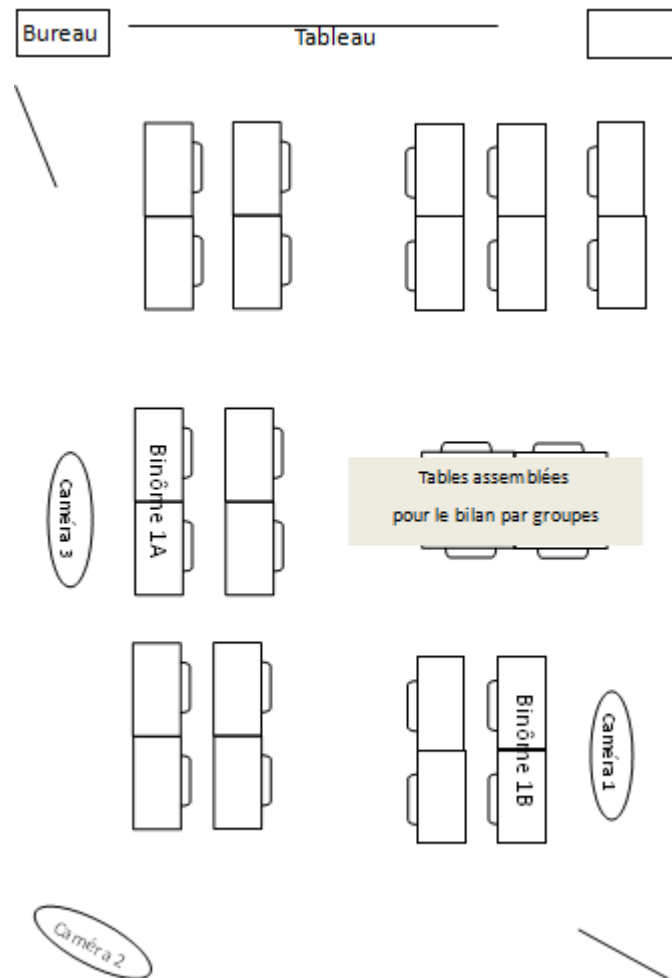 Bureau
Tableau
Binôme 1A
Caméra 3
Tables assemblées
pour le bilan par groupes
Binôme 1B
Caméra 1
Caméra 2